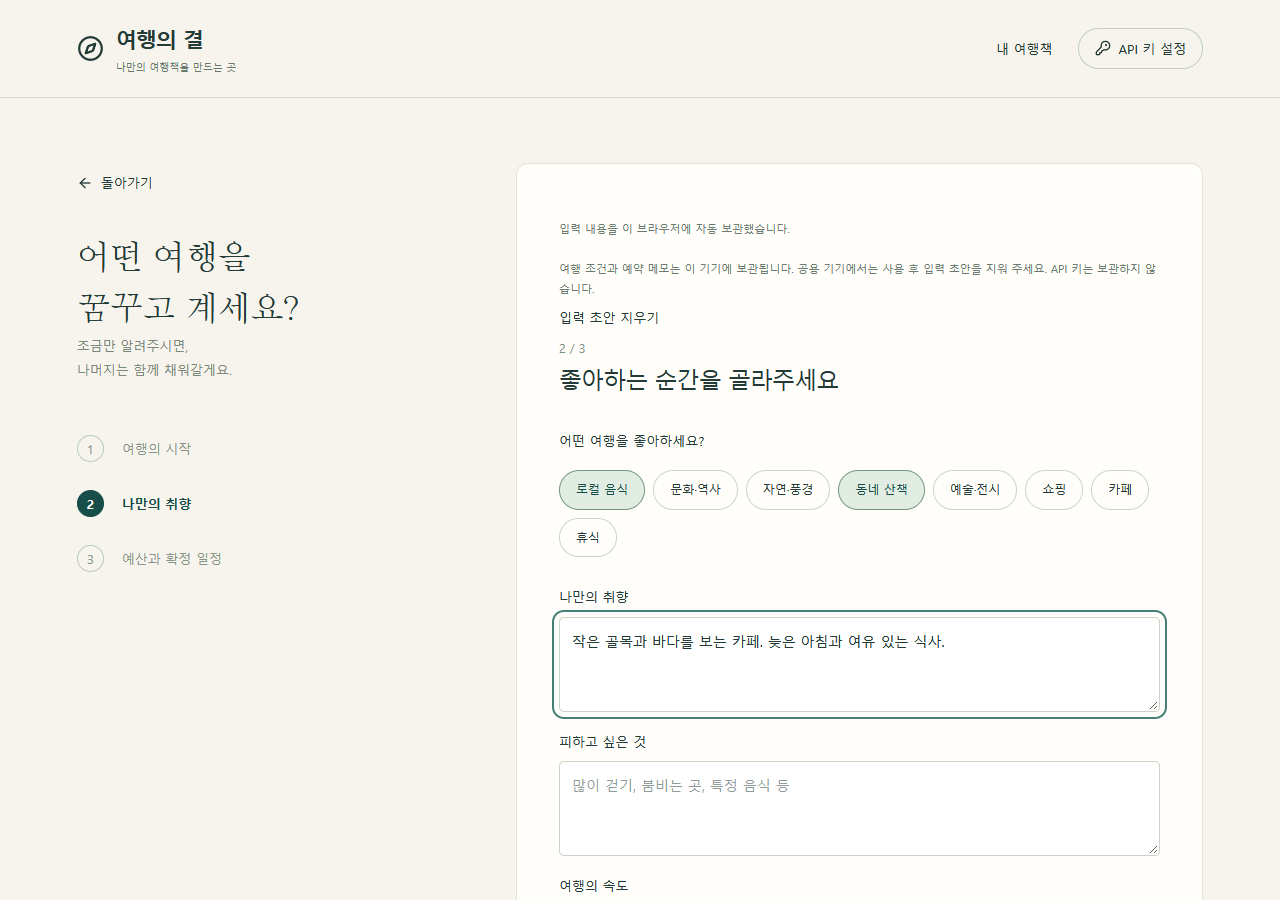 여행의 결
나만의 여행책을 만드는 곳
내 여행책
API 키 설정
돌아가기
어떤 여행을
꿈꾸고 계세요?
조금만 알려주시면,
나머지는 함께 채워갈게요.
1 여행의 시작
2 나만의 취향
3 예산과 확정 일정
입력 내용을 이 브라우저에 자동 보관했습니다.
여행 조건과 예약 메모는 이 기기에 보관됩니다. 공용 기기에서는 사용 후 입력 초안을 지워 주세요. API 키는 보관하지 않
습니다.
입력 초안 지우기
2 / 3
좋아하는 순간을 골라주세요
어떤 여행을 좋아하세요?
로컬 음식 문화·역사 자연·풍경 동네 산책 예술·전시 쇼핑 카페
휴식
나만의 취향
작은 골목과 바다를 보는 카페. 늦은 아침과 여유 있는 식사.
피하고 싶은 것
많이 걷기, 붐비는 곳, 특정 음식 등
여행의 속도